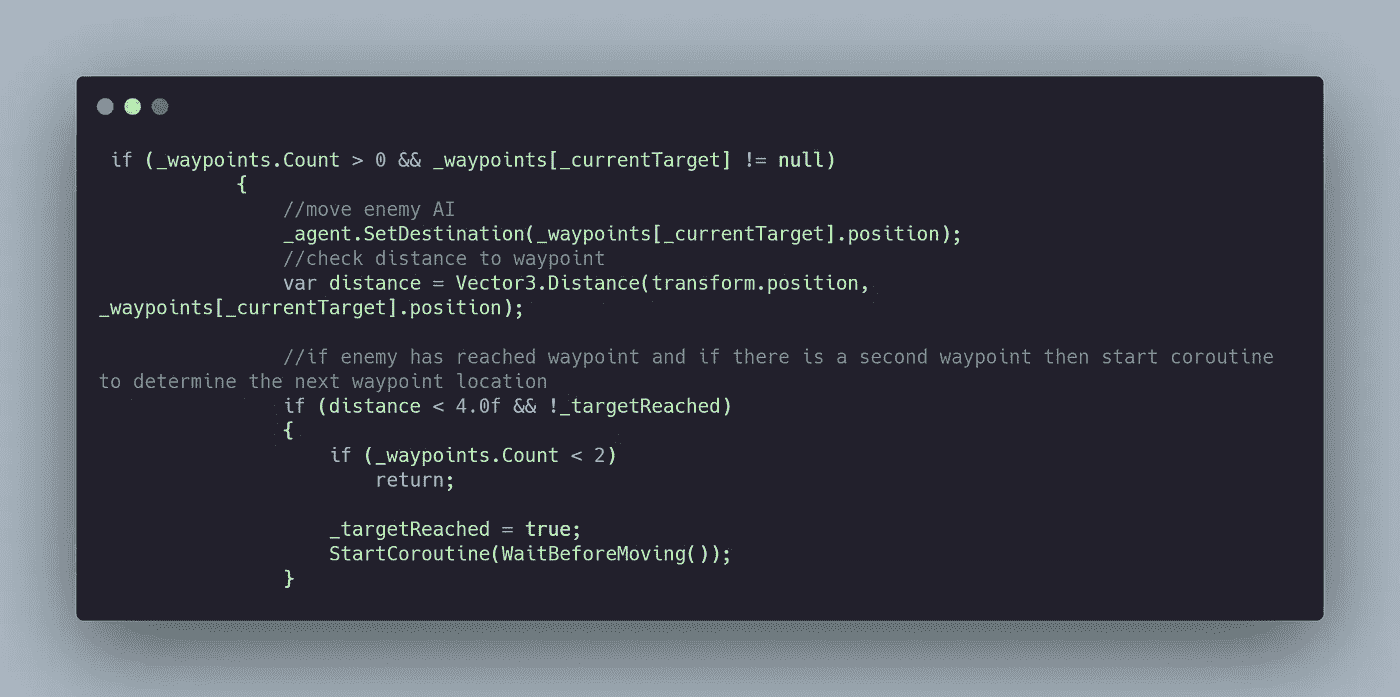 if (_waypoints.Count > 0 && _waypoints[_currentTarget] != null)
{
//move enemy AI
_agent.SetDestination(_waypoints[_currentTarget].position);
//check distance to waypoint
var distance = Vector3.Distance(transform.position,
_waypoints[_currentTarget].position);
//if enemy has reached waypoint and if there is a second waypoint then start coroutine
to determine the next waypoint location
if (distance < 4.0f && !_targetReached)
{
if (_waypoints.Count < 2)
return;
_targetReached = true;
StartCoroutine(WaitBeforeMoving());
}